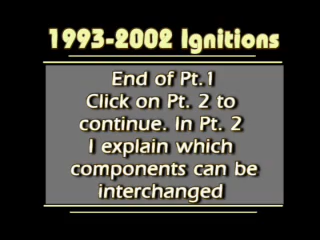 1993-2002 Ignitions
End of Pt.1
Click on Pt. 2 to
continue. In Pt. 2
I explain which
components can be
interchanged